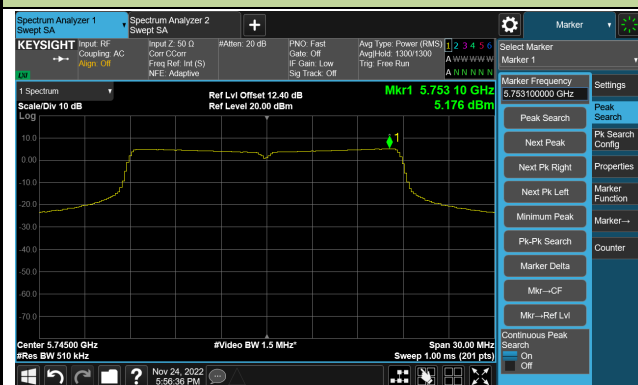 Spectrum Analyzer 1
Swept SA
Spectrum Analyzer 2
Swept SA
Marker
KEYSIGHT
Input: RF
Coupling: AC
Align: Off
Input Z: 50 Ω
Corr CCorr
Freq Ref: Int (S)
NFE: Adaptive
#Atten: 20 dB
PNO: Fast
Gate: Off
IF Gain: Low
Sig Track: Off
Avg Type: Power (RMS)
Avg|Hold: 1300/1300
Trig: Free Run
1 2 3 4 5 6
A W W W W W
A N N N N N
LXI
Select Marker
Marker 1
1 Spectrum
Scale/Div 10 dB
Log
Ref Lvl Offset 12.40 dB
Ref Level 20.00 dBm
Mkr1 5.753 10 GHz
5.176 dBm
10.0
0.00
-10.0
-20.0
-30.0
-40.0
-50.0
-60.0
-70.0
1
Center 5.74500 GHz
#Res BW 510 kHz
#Video BW 1.5 MHz*
Span 30.00 MHz
Sweep 1.00 ms (201 pts)
Marker Frequency
5.753100000 GHz
Peak Search
Next Peak
Next Pk Right
Next Pk Left
Minimum Peak
Pk-Pk Search
Marker Delta
Mkr→CF
Mkr→Ref Lvl
Continuous Peak
Search
On
Off
Settings
Peak
Search
Pk Search
Config
Properties
Marker
Function
Marker→
Counter
Nov 24, 2022
5:56:36 PM